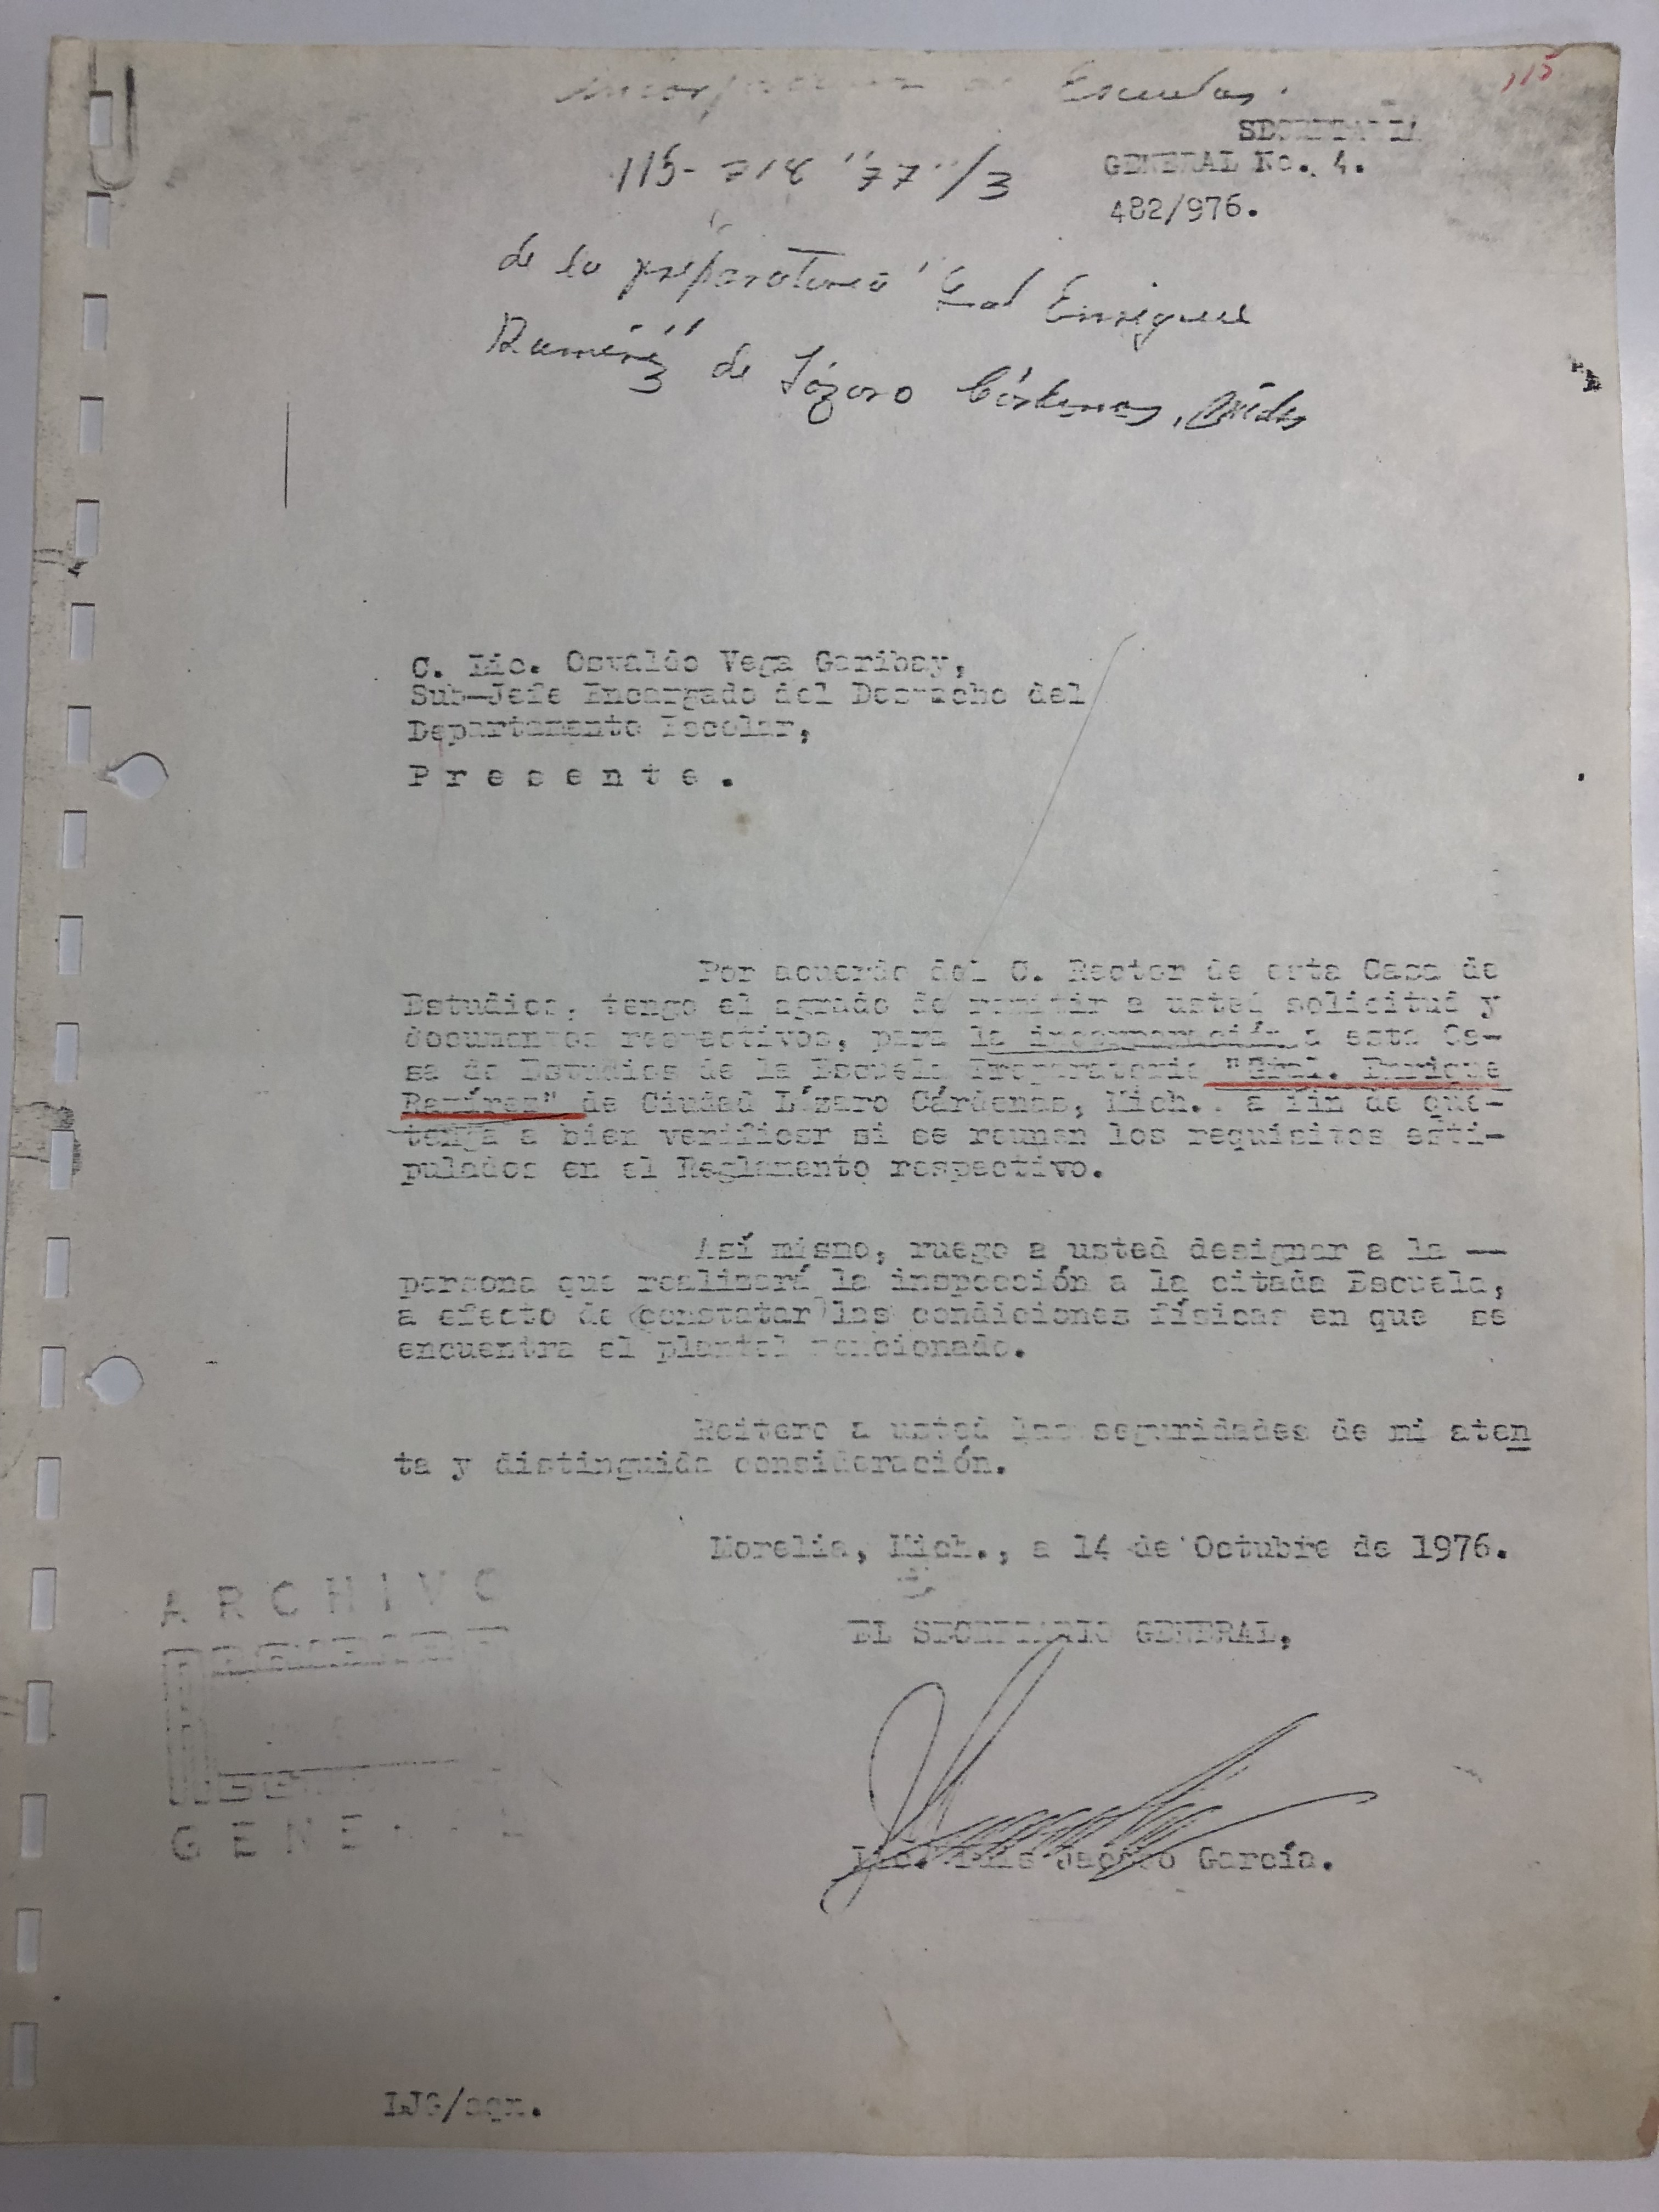 115
Incorporación de Escuelas.
SECRETARIA
GENERAL No. 4.
115- 718 "77"/3
482/976.
de la preparatoria "Gral Enrique
Ramírez" de Lázaro Cárdenas,
C. Lic. Osvaldo Vega Garibay,
Sub-Jefe Encargado del Despacho del
Departamento Escolar,
P r e s e n t e .
Por acuerdo del C. Rector de esta Casa de
Estudios, tengo el agrado de remitir a usted solicitud y
documentos respectivos, para la incorporación a esta Ca-
sa de Estudios de la Escuela Preparatoria "Gral. Enrique
Ramírez" de Ciudad Lázaro Cárdenas, Mich., a fin de que-
tenga a bien verificar si se reunen los requisitos esti-
pulados en el Reglamento respectivo.
Así mismo, ruego a usted designar a la --
persona que realizará la inspección a la citada Escuela,
a efecto de (constatar) las condiciones físicas en que se
encuentra el plantel mencionado.
Reitero a usted las seguridades de mi aten
ta y distinguida consideración.
Morelia, Mich., a 14 de Octubre de 1976.
EL SECRETARIO GENERAL,
Lic. Luis Jacobo García.
ARCHIVO
GENERAL
LJG/agm.